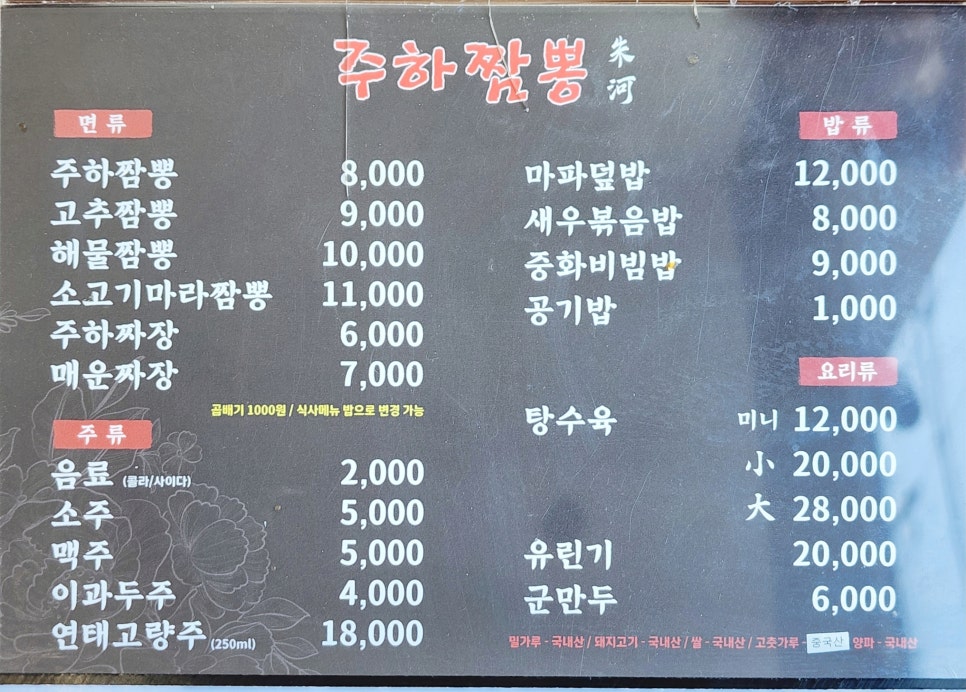 주하짬뽕 朱河
면류
주하짬뽕 8,000
고추짬뽕 9,000
해물짬뽕 10,000
소고기마라짬뽕 11,000
주하짜장 6,000
매운짜장 7,000
곱배기 1000원 / 식사메뉴 밥으로 변경 가능
주류
음료 (콜라/사이다) 2,000
소주 5,000
맥주 5,000
이과두주 4,000
연태고량주 (250ml) 18,000
밥류
마파덮밥 12,000
새우볶음밥 8,000
중화비빔밥 9,000
공기밥 1,000
요리류
탕수육 미니 12,000
小 20,000
大 28,000
유린기 20,000
군만두 6,000
밀가루 - 국내산 / 돼지고기 - 국내산 / 쌀 - 국내산 / 고춧가루 - 중국산 양파 - 국내산